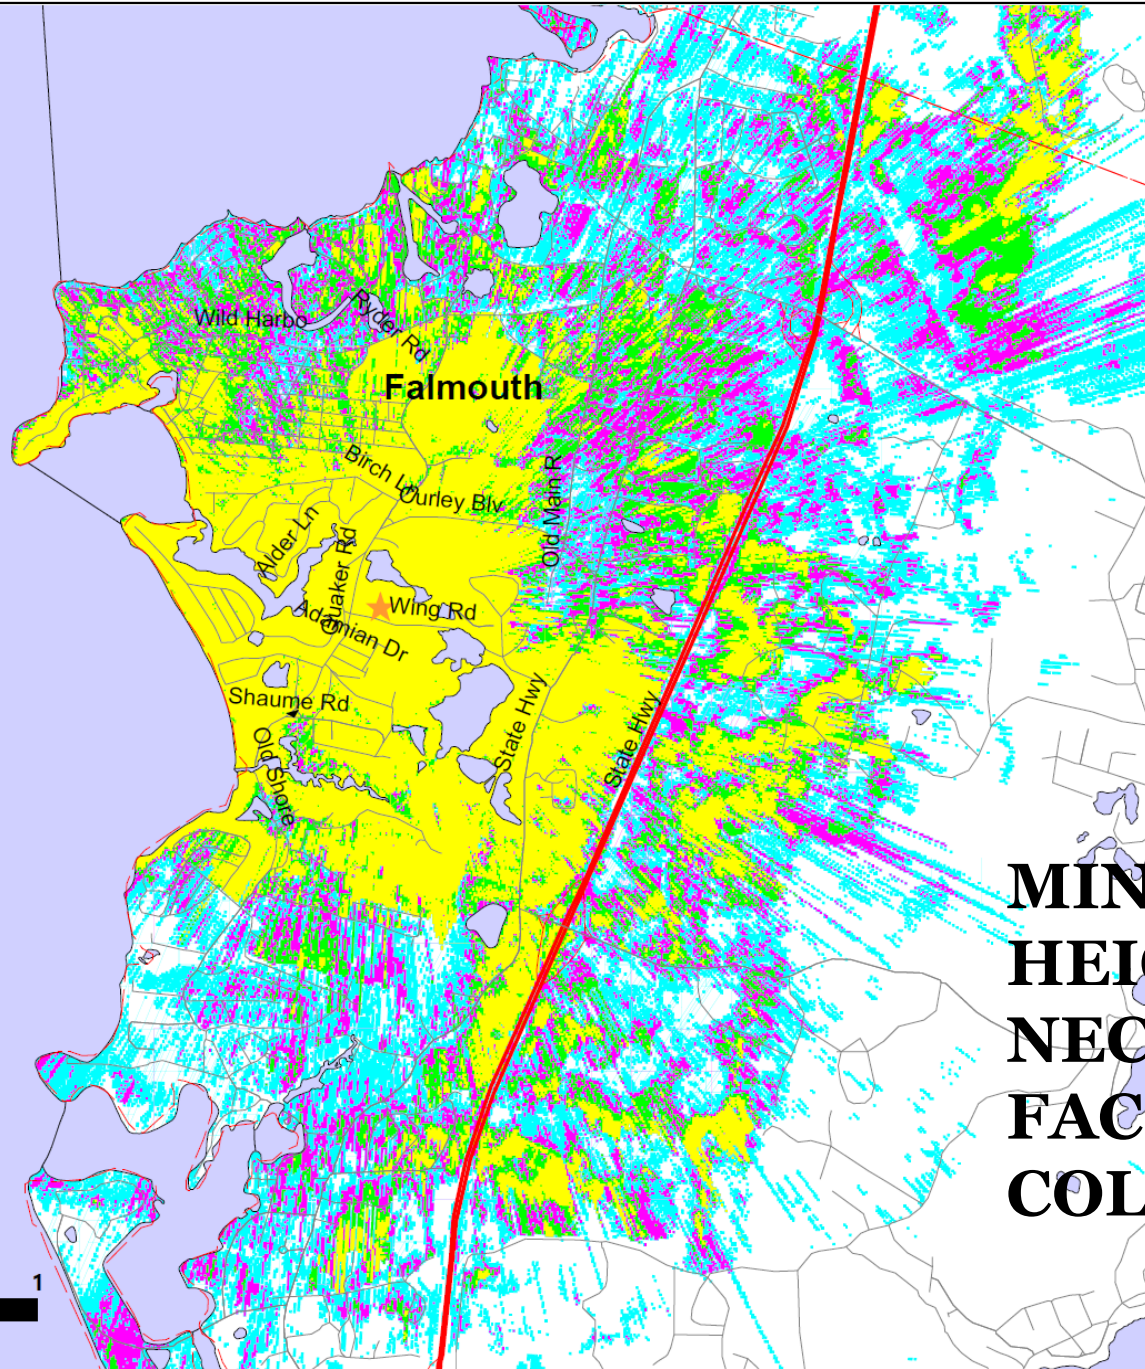 Wild Harbo
Ryder Rd
Falmouth
Birch Ln
Curley Blv
Old Main R
Alder Ln
Quaker Rd
Wing Rd
Adamian Dr
Shaume Rd
State Hwy
State Hwy
Old Shore
MIN
HEIG
NEC
FAC
COL
1